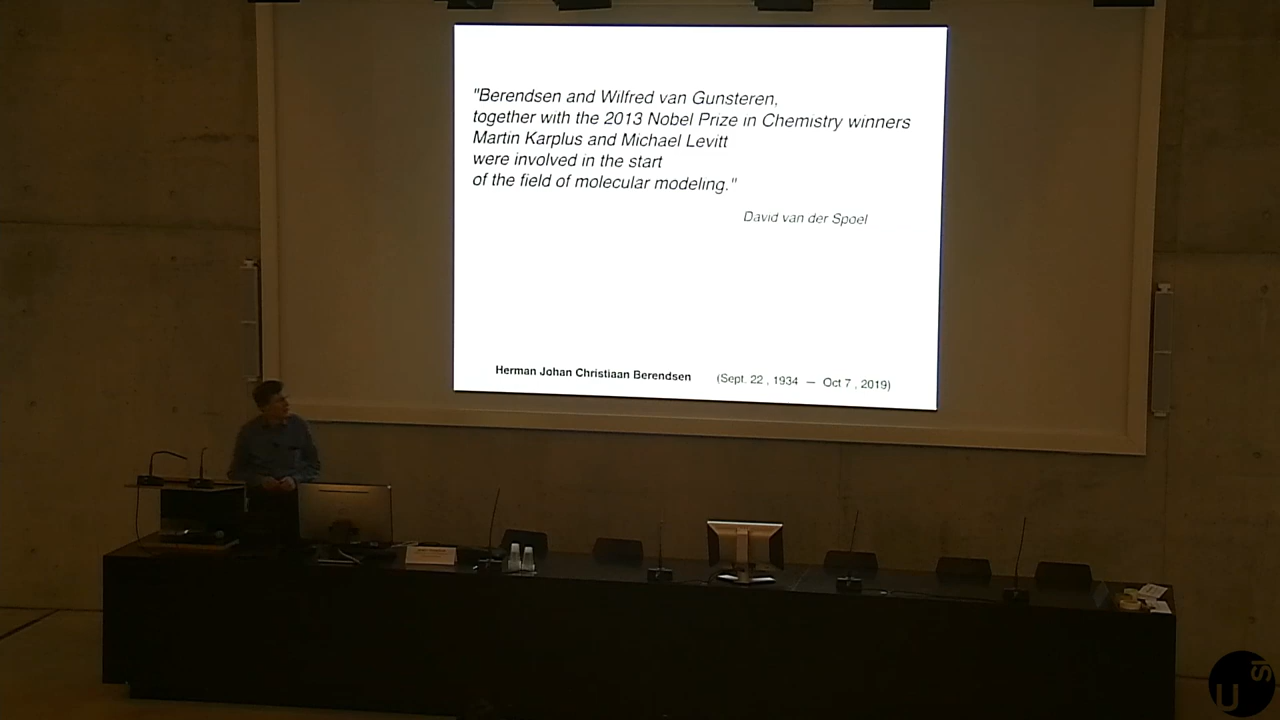 "Berendsen and Wilfred van Gunsteren,
together with the 2013 Nobel Prize in Chemistry winners
Martin Karplus and Michael Levitt
were involved in the start
of the field of molecular modeling."
David van der Spoel
Herman Johan Christiaan Berendsen (Sept. 22 , 1934 — Oct 7 , 2019)
U SI